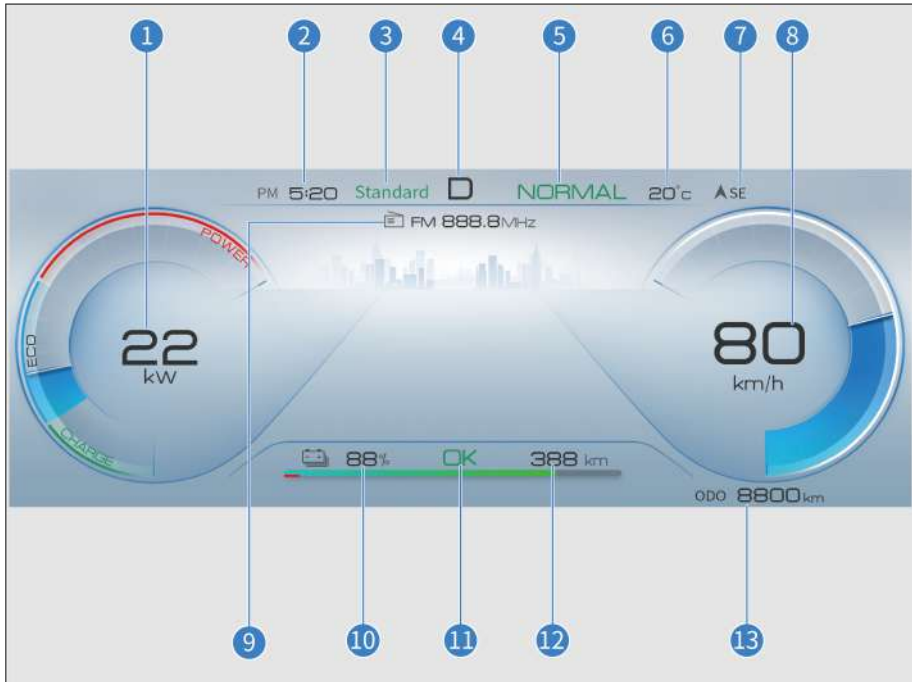 1 2 3 4 5 6 7 8
PM 5:20 Standard D NORMAL 20°c SE
FM 888.8MHz
POWER
ECO
CHARGE
22
kW
80
km/h
88% OK 388 km
ODO 8800km
9 10 11 12 13